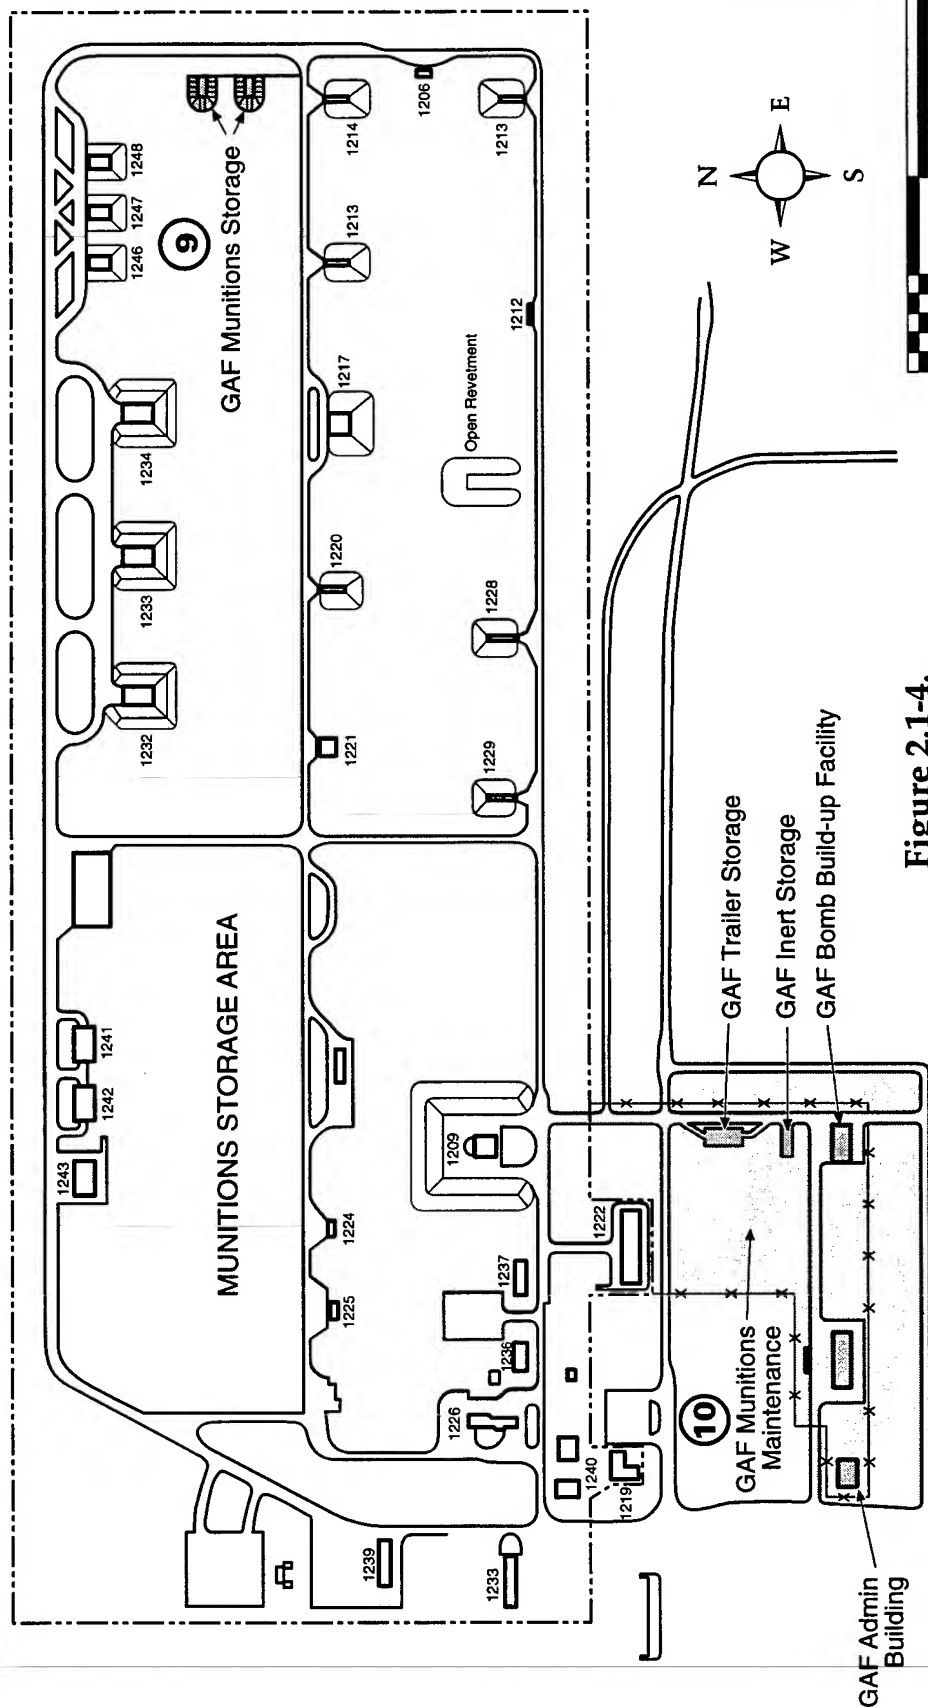 1248
1247
1246
9
GAF Munitions Storage
1206
1214
1213
1213
1212
1217
Open Revetment
1234
1233
1232
1220
1228
1221
1229
N
E
S
W
MUNITIONS STORAGE AREA
1241
1242
1243
1209
1224
1225
1237
1236
1226
1222
1240
1219
1239
1233
GAF Trailer Storage
GAF Inert Storage
GAF Bomb Build-up Facility
10
GAF Munitions
Maintenance
GAF Admin
Building
Figure 2.1-4.